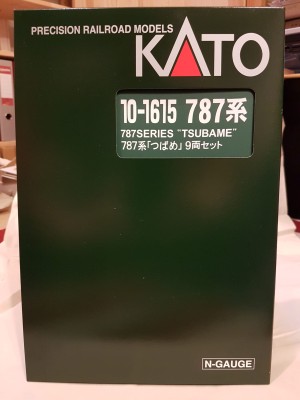 PRECISION RAILROAD MODELS
KATO
10-1615 787系
787SERIES "TSUBAME"
787系「つばめ」9両セット
N-GAUGE